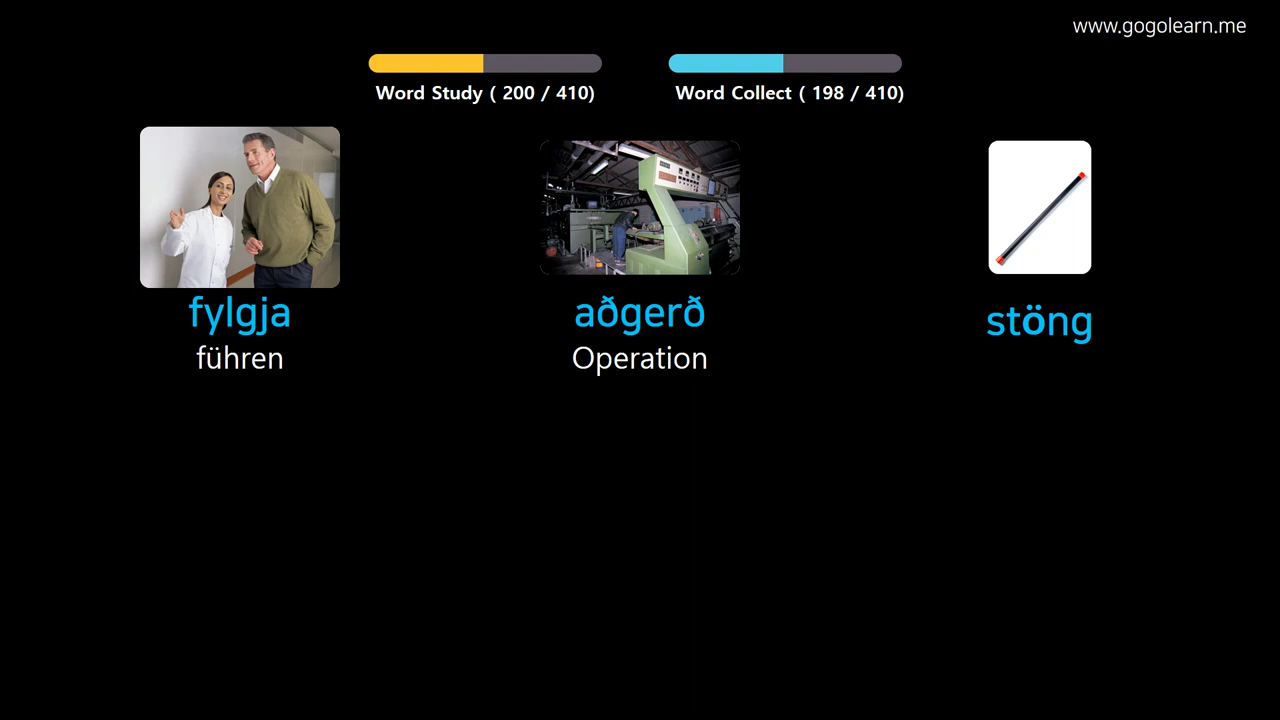 www.gogolearn.me
Word Study ( 200 / 410)
Word Collect ( 198 / 410)
fylgja
führen
aðgerð
Operation
stöng